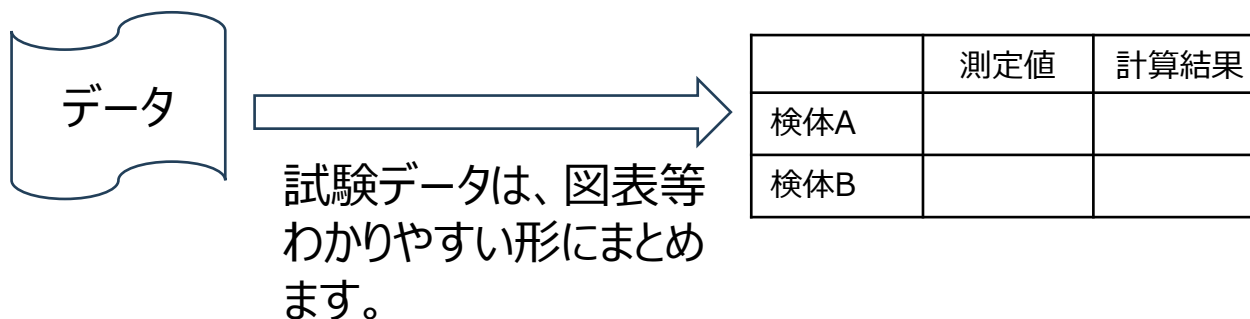 データ
試験データは、図表等
わかりやすい形にまとめ
ます。
測定値 計算結果
検体A
検体B